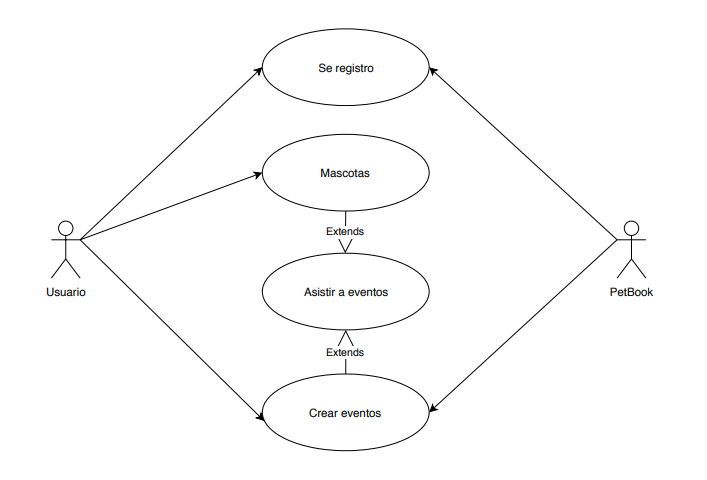 Se registro
Mascotas
Extends
Usuario
Asistir a eventos
PetBook
Extends
Crear eventos